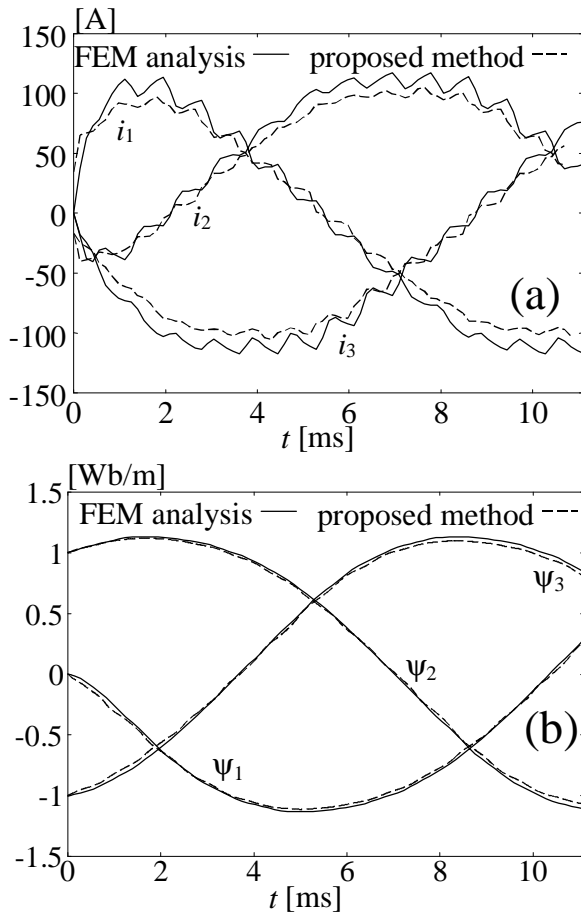 [A]
150
FEM analysis proposed method
100
i1
50
i2
0
-50
(a)
-100
i3
-150
0 2 4 6 8 10
t [ms]
[Wb/m]
1.5
FEM analysis proposed method
1
ψ3
0.5
ψ2
0
-0.5
(b)
ψ1
-1
-1.5
0 2 4 6 8 10
t [ms]